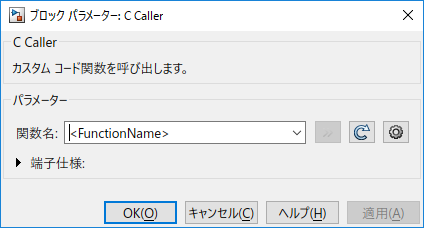 ブロック パラメーター: C Caller
C Caller
カスタム コード関数を呼び出します。
パラメーター
関数名: <FunctionName>
端子仕様:
OK(O) キャンセル(C) ヘルプ(H) 適用(A)